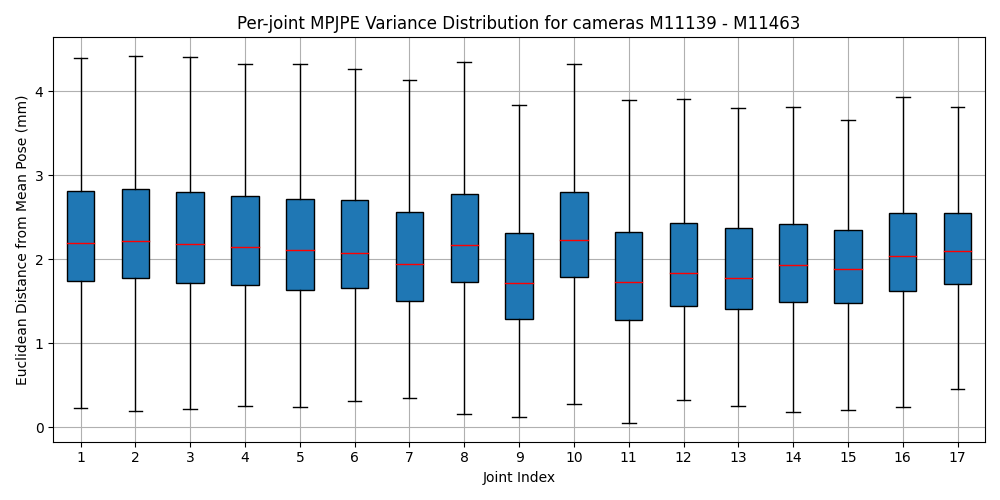 Per-joint MPJPE Variance Distribution for cameras M11139 - M11463
Euclidean Distance from Mean Pose (mm)
4
3
2
1
0
1 2 3 4 5 6 7 8 9 10 11 12 13 14 15 16 17
Joint Index